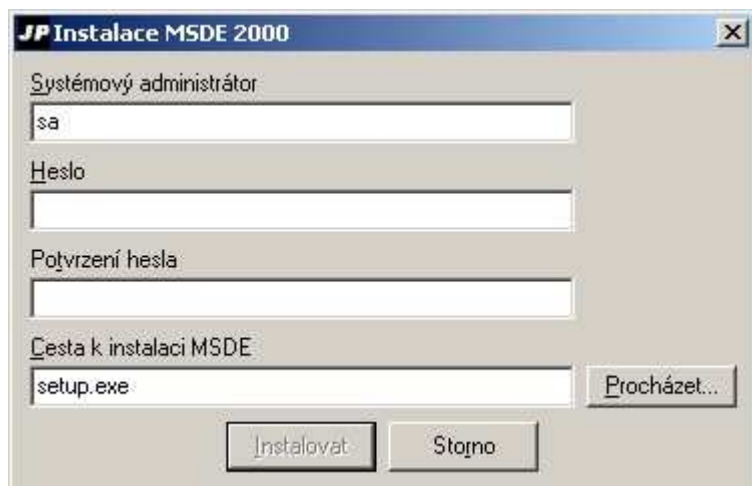 JP Instalace MSDE 2000
Systémový administrátor
sa
Heslo
Potvrzení hesla
Cesta k instalaci MSDE
setup.exe
Procházet...
Instalovat
Storno